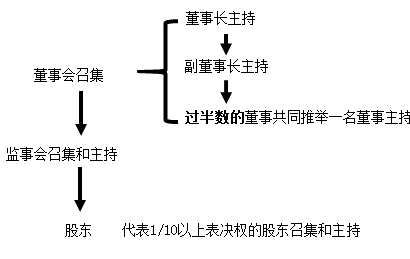 董事长主持
副董事长主持
董事会召集
过半数的董事共同推举一名董事主持
监事会召集和主持
股东 代表1/10以上表决权的股东召集和主持